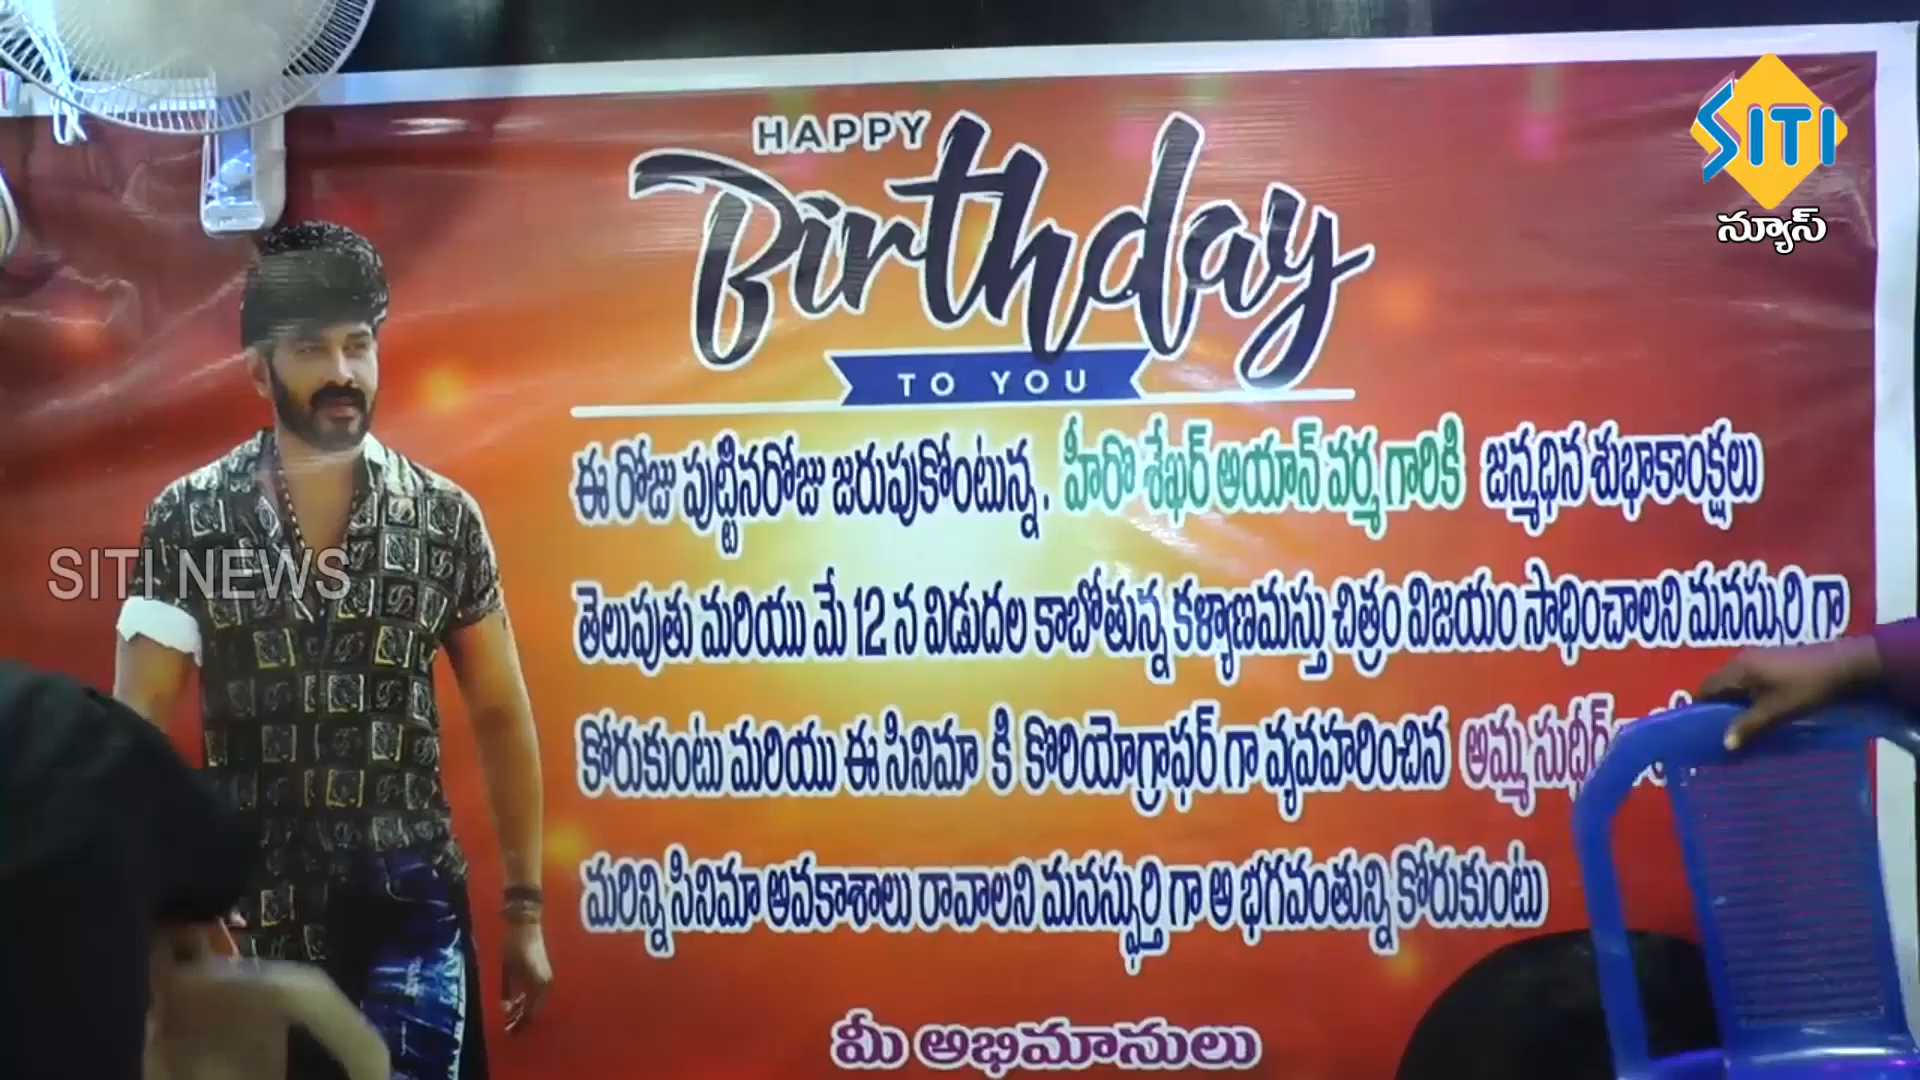 HAPPY
Birthday
TO YOU
SITI
న్యూస్
ఈ రోజు పుట్టినరోజు జరుపుకోంటున్న. హీరొ శేఖర్ అయాన్ వర్మ గారికి జన్మధిన శుభాకాంక్షలు
తెలుపుతు మరియు మే 12 న విడుదల కాబోతున్న కళ్యాణమస్తు చిత్రం విజయం సాధించాలని మనస్పుర్తి గా
కోరుకుంటు మరియు ఈ సినిమా కి కొరియోగ్రాఫర్ గా వ్యవహరించిన అమ్మ సుధీర్
మరిన్ని సినిమా అవకాశాలు రావాలని మనస్ఫుర్తి గా అ భగవంతున్ని కోరుకుంటు
మీ అభిమానులు
SITI NEWS